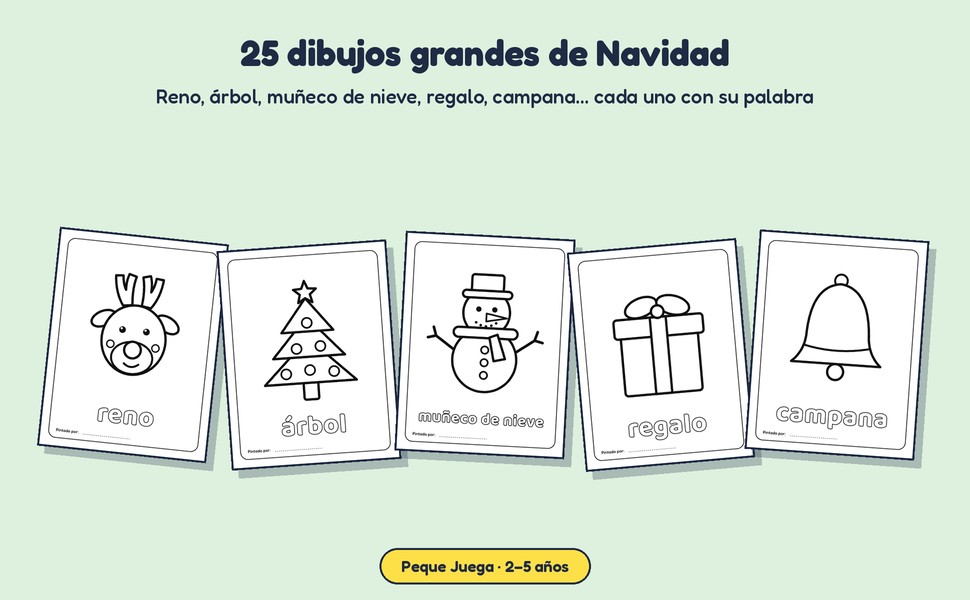 25 dibujos grandes de Navidad
Reno, árbol, muñeco de nieve, regalo, campana... cada uno con su palabra
reno
Pintado por:
árbol
Pintado por:
muñeco de nieve
Pintado por:
regalo
Pintado por:
campana
Pintado por:
Peque Juega · 2–5 años